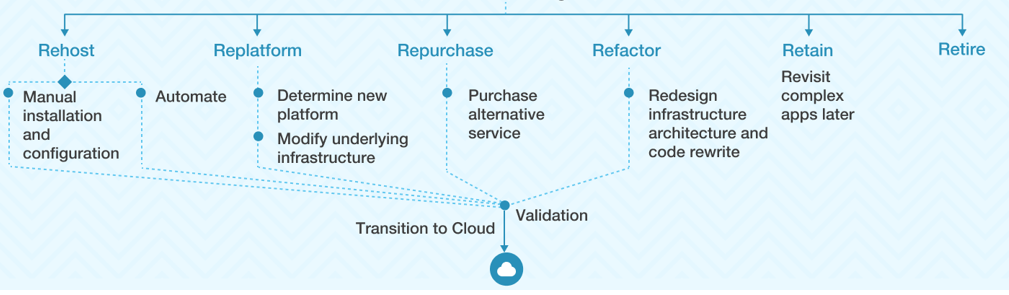 Rehost
Replatform
Repurchase
Refactor
Retain
Retire
Manual
installation
and
configuration
Automate
Determine new
platform
Modify underlying
infrastructure
Purchase
alternative
service
Redesign
infrastructure
architecture and
code rewrite
Revisit
complex
apps later
Validation
Transition to Cloud